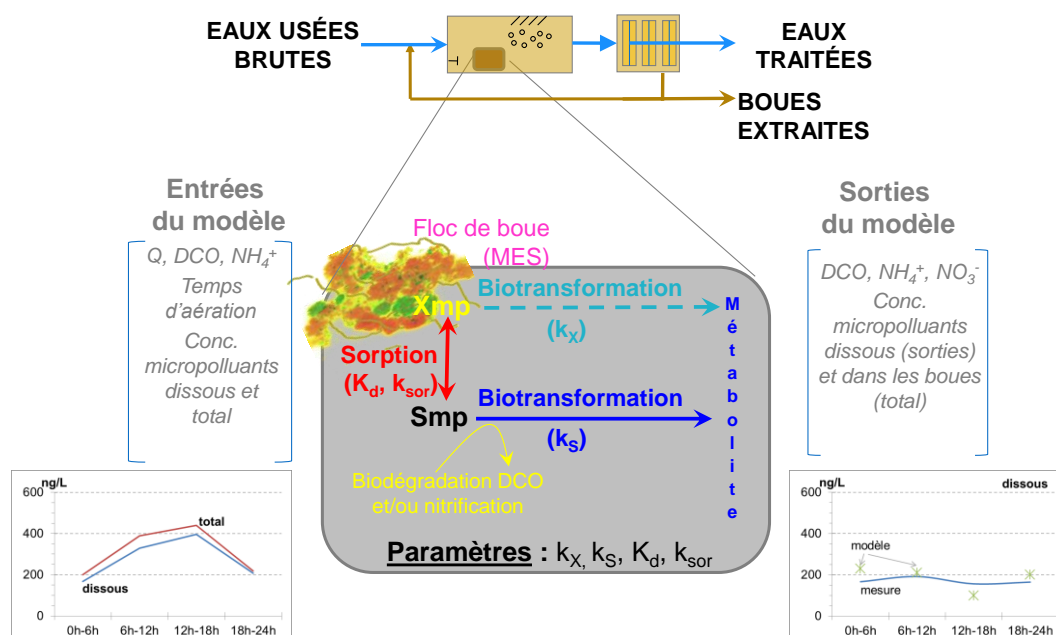 EAUX USÉES
BRUTES
EAUX
TRAITÉES
BOUES
EXTRAITES
Entrées
du modèle
Q, DCO, NH₄⁺
Temps
d'aération
Conc.
micropolluants
dissous et
total
Floc de boue
(MES)
Xmp
Biotransformation
(kX)
Sorption
(Kd, ksor)
Smp
Biotransformation
(kS)
Biodégradation DCO
et/ou nitrification
Métabolite
Paramètres : kX, kS, Kd, ksor
Sorties
du modèle
DCO, NH₄⁺, NO₃⁻
Conc.
micropolluants
dissous (sorties)
et dans les boues
(total)
ng/L
600
400
200
0
total
dissous
0h-6h 6h-12h 12h-18h 18h-24h
ng/L
dissous
600
400
200
0
modèle
mesure
0h-6h 6h-12h 12h-18h 18h-24h